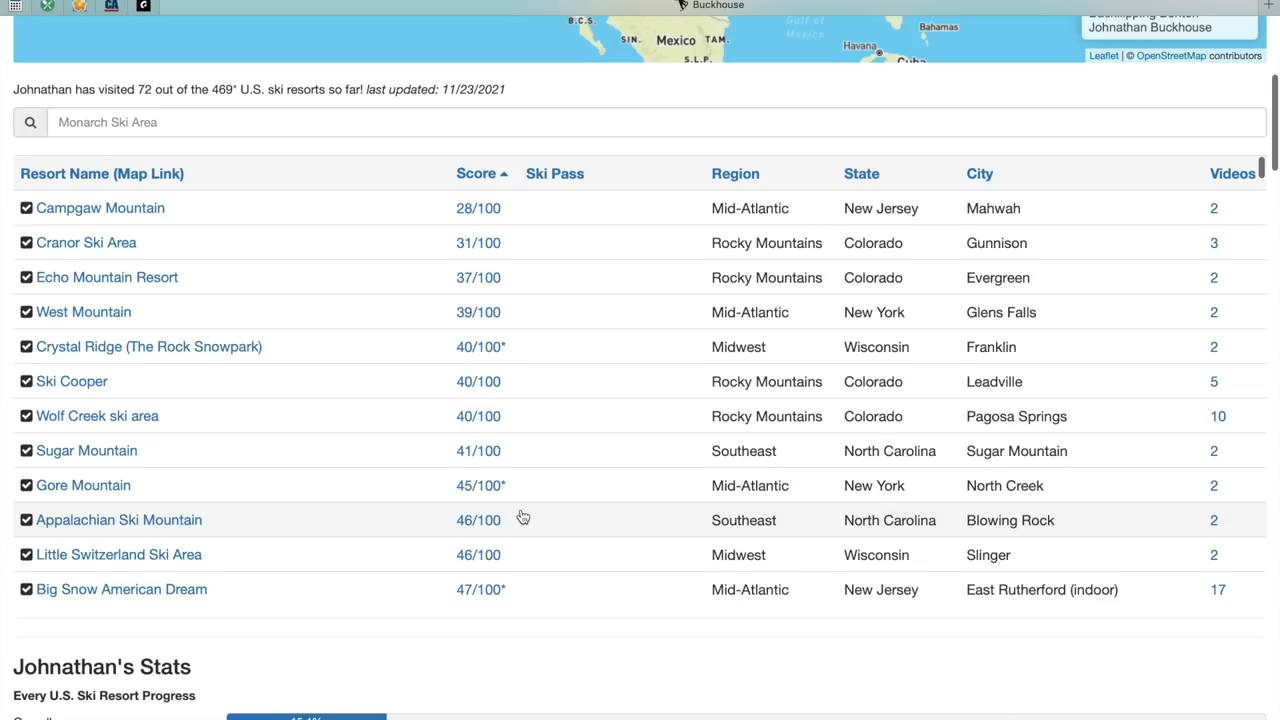 CA
G
Buckhouse
B.C.S.
SIN. Mexico TAM.
S.L.P.
Gulf of
Mexico
Havana
Cuba
Bahamas
Backflipping Benton
Johnathan Buckhouse
Leaflet | © OpenStreetMap contributors
Johnathan has visited 72 out of the 469* U.S. ski resorts so far! last updated: 11/23/2021
Monarch Ski Area
Resort Name (Map Link) Score Ski Pass Region State City Videos
Campgaw Mountain 28/100 Mid-Atlantic New Jersey Mahwah 2
Cranor Ski Area 31/100 Rocky Mountains Colorado Gunnison 3
Echo Mountain Resort 37/100 Rocky Mountains Colorado Evergreen 2
West Mountain 39/100 Mid-Atlantic New York Glens Falls 2
Crystal Ridge (The Rock Snowpark) 40/100* Midwest Wisconsin Franklin 2
Ski Cooper 40/100 Rocky Mountains Colorado Leadville 5
Wolf Creek ski area 40/100 Rocky Mountains Colorado Pagosa Springs 10
Sugar Mountain 41/100 Southeast North Carolina Sugar Mountain 2
Gore Mountain 45/100* Mid-Atlantic New York North Creek 2
Appalachian Ski Mountain 46/100 Southeast North Carolina Blowing Rock 2
Little Switzerland Ski Area 46/100 Midwest Wisconsin Slinger 2
Big Snow American Dream 47/100* Mid-Atlantic New Jersey East Rutherford (indoor) 17
Johnathan's Stats
Every U.S. Ski Resort Progress